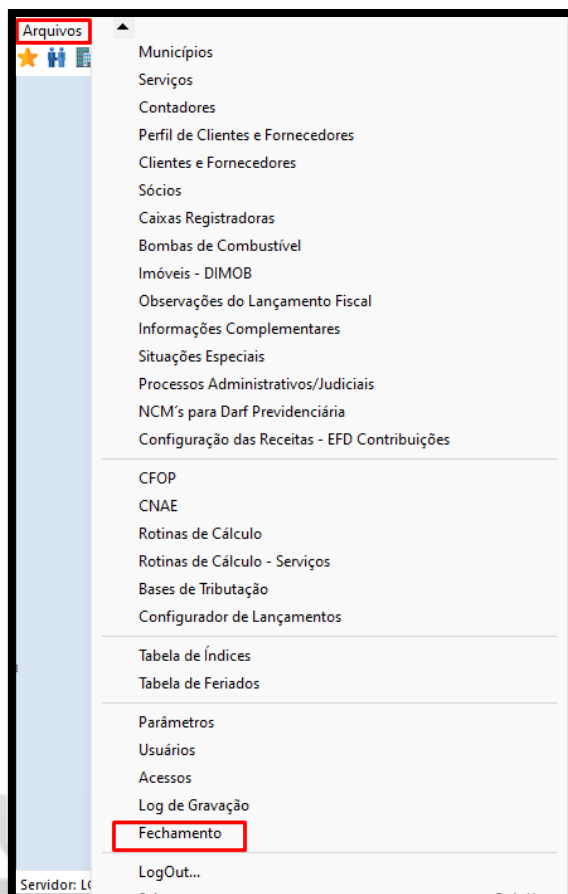 Arquivos
Municípios
Serviços
Contadores
Perfil de Clientes e Fornecedores
Clientes e Fornecedores
Sócios
Caixas Registradoras
Bombas de Combustível
Imóveis - DIMOB
Observações do Lançamento Fiscal
Informações Complementares
Situações Especiais
Processos Administrativos/Judiciais
NCM´s para Darf Previdenciária
Configuração das Receitas - EFD Contribuições
CFOP
CNAE
Rotinas de Cálculo
Rotinas de Cálculo - Serviços
Bases de Tributação
Configurador de Lançamentos
Tabela de Índices
Tabela de Feriados
Parâmetros
Usuários
Acessos
Log de Gravação
Fechamento
LogOut...
Servidor: